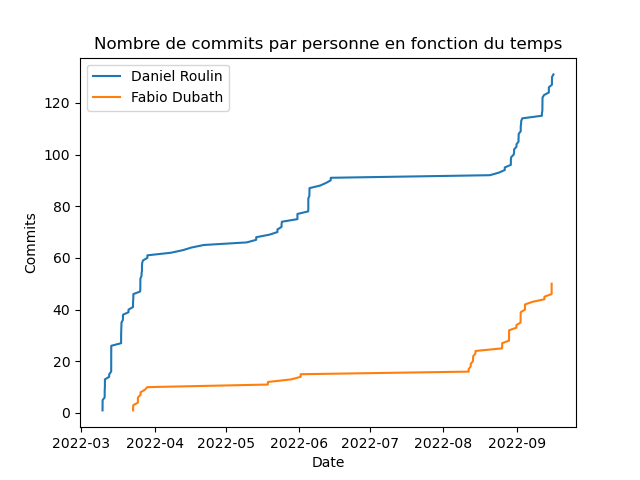 Nombre de commits par personne en fonction du temps
Daniel Roulin
Fabio Dubath
120
100
80
60
40
20
0
Commits
2022-03 2022-04 2022-05 2022-06 2022-07 2022-08 2022-09
Date